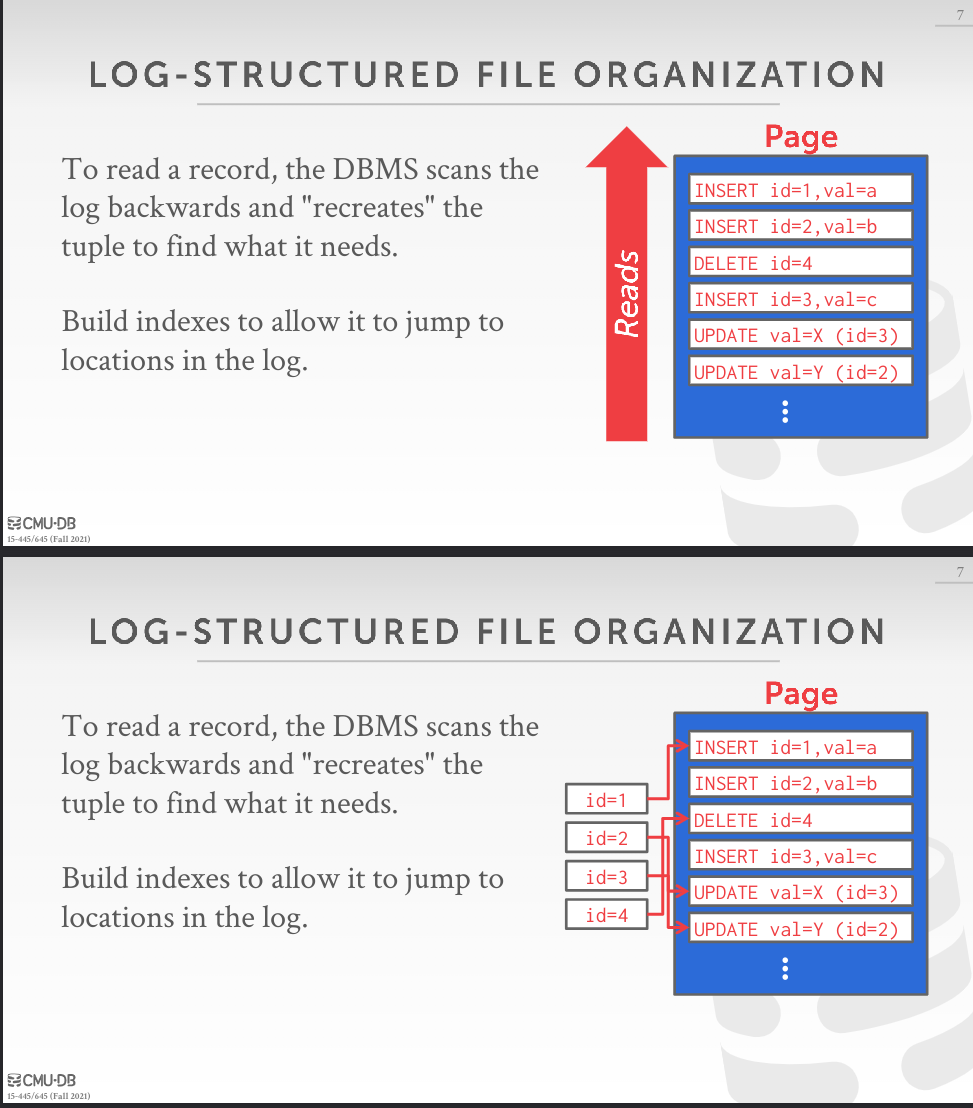 7
LOG-STRUCTURED FILE ORGANIZATION
To read a record, the DBMS scans the
log backwards and "recreates" the
tuple to find what it needs.
Build indexes to allow it to jump to
locations in the log.
Reads
Page
INSERT id=1,val=a
INSERT id=2,val=b
DELETE id=4
INSERT id=3,val=c
UPDATE val=X (id=3)
UPDATE val=Y (id=2)
CMU·DB
15-445/645 (Fall 2021)
7
LOG-STRUCTURED FILE ORGANIZATION
To read a record, the DBMS scans the
log backwards and "recreates" the
tuple to find what it needs.
Build indexes to allow it to jump to
locations in the log.
id=1
id=2
id=3
id=4
Page
INSERT id=1,val=a
INSERT id=2,val=b
DELETE id=4
INSERT id=3,val=c
UPDATE val=X (id=3)
UPDATE val=Y (id=2)
CMU·DB
15-445/645 (Fall 2021)